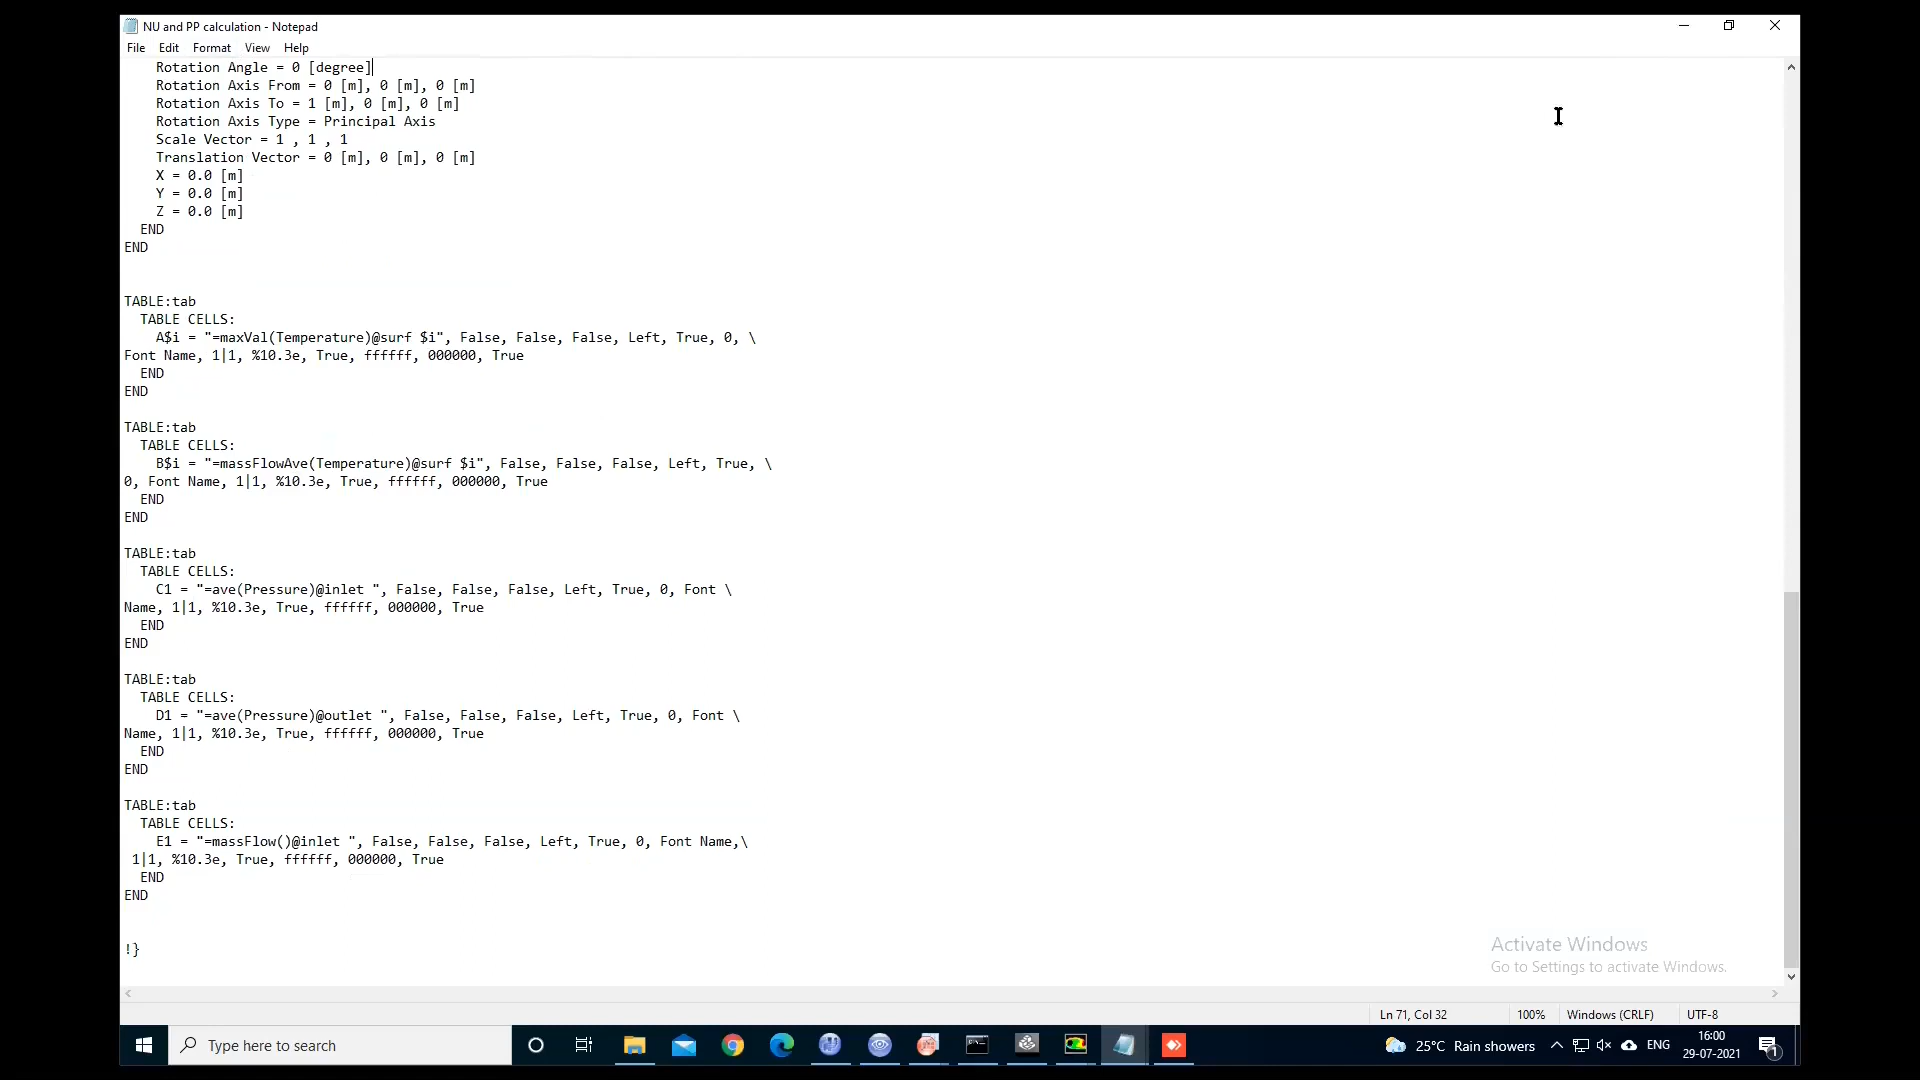 NU and PP calculation - Notepad
File Edit Format View Help
Rotation Angle = 0 [degree]
Rotation Axis From = 0 [m], 0 [m], 0 [m]
Rotation Axis To = 1 [m], 0 [m], 0 [m]
Rotation Axis Type = Principal Axis
Scale Vector = 1 , 1 , 1
Translation Vector = 0 [m], 0 [m], 0 [m]
X = 0.0 [m]
Y = 0.0 [m]
Z = 0.0 [m]
END
END
TABLE:tab
TABLE CELLS:
A$i = "=maxVal(Temperature)@surf $i", False, False, False, Left, True, 0, \
Font Name, 1|1, %10.3e, True, ffffff, 000000, True
END
END
TABLE:tab
TABLE CELLS:
B$i = "=massFlowAve(Temperature)@surf $i", False, False, False, Left, True, \
0, Font Name, 1|1, %10.3e, True, ffffff, 000000, True
END
END
TABLE:tab
TABLE CELLS:
C1 = "=ave(Pressure)@inlet ", False, False, False, Left, True, 0, Font \
Name, 1|1, %10.3e, True, ffffff, 000000, True
END
END
TABLE:tab
TABLE CELLS:
D1 = "=ave(Pressure)@outlet ", False, False, False, Left, True, 0, Font \
Name, 1|1, %10.3e, True, ffffff, 000000, True
END
END
TABLE:tab
TABLE CELLS:
E1 = "=massFlow()@inlet ", False, False, False, Left, True, 0, Font Name,\
1|1, %10.3e, True, ffffff, 000000, True
END
END
!}
Activate Windows
Go to Settings to activate Windows.
Ln 71, Col 32 100% Windows (CRLF) UTF-8
Type here to search
25°C Rain showers
ENG
16:00
29-07-2021
1